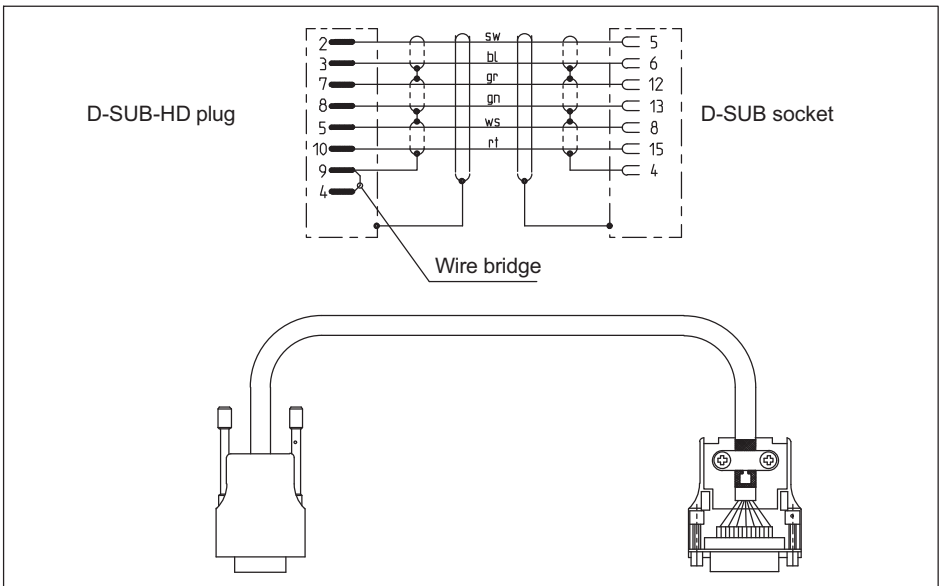 2 sw 5
3 bl 6
7 gr 12
D-SUB-HD plug 8 gn 13 D-SUB socket
5 ws 8
10 rt 15
9 4
4
Wire bridge